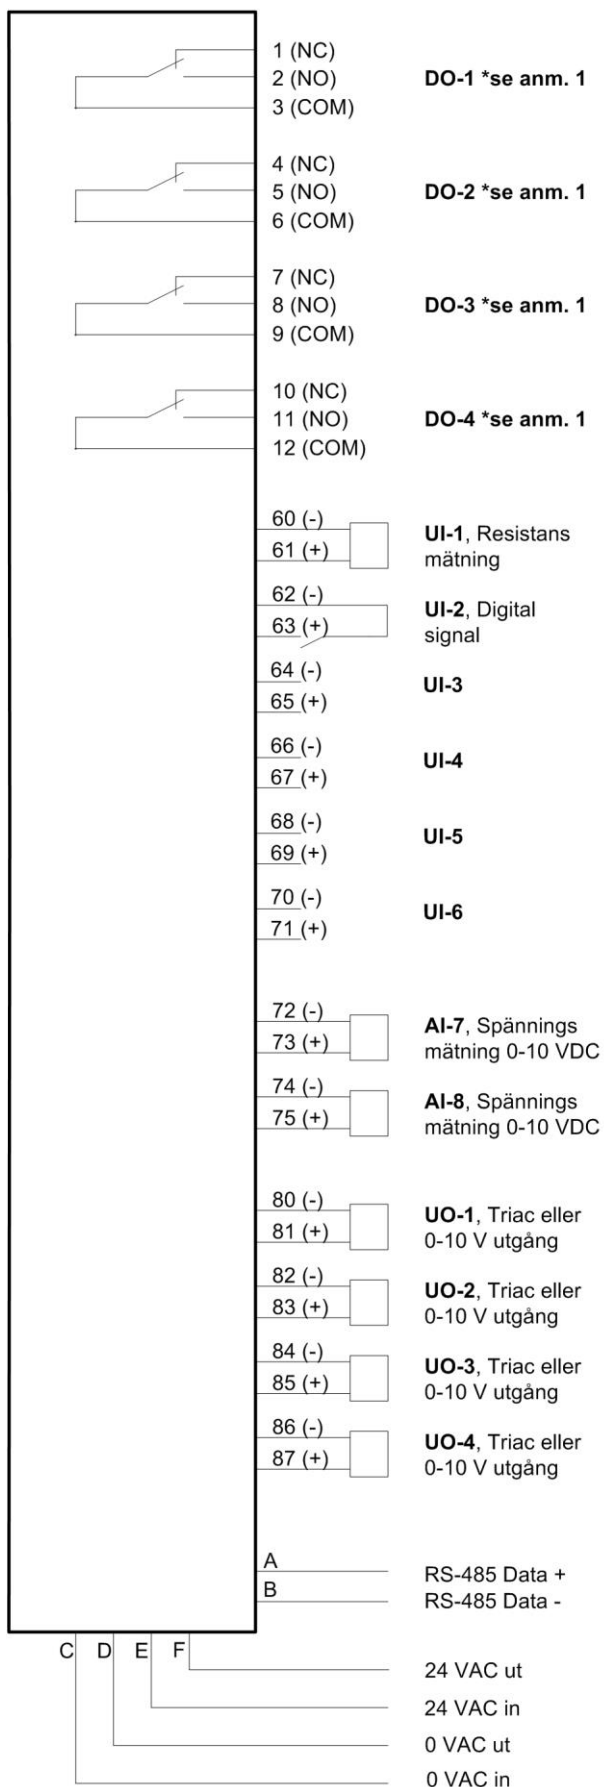 1 (NC)
2 (NO)
3 (COM)
DO-1 *se anm. 1
4 (NC)
5 (NO)
6 (COM)
DO-2 *se anm. 1
7 (NC)
8 (NO)
9 (COM)
DO-3 *se anm. 1
10 (NC)
11 (NO)
12 (COM)
DO-4 *se anm. 1
60 (-)
61 (+)
UI-1, Resistans
mätning
62 (-)
63 (+)
UI-2, Digital
signal
64 (-)
65 (+)
UI-3
66 (-)
67 (+)
UI-4
68 (-)
69 (+)
UI-5
70 (-)
71 (+)
UI-6
72 (-)
73 (+)
AI-7, Spännings
mätning 0-10 VDC
74 (-)
75 (+)
AI-8, Spännings
mätning 0-10 VDC
80 (-)
81 (+)
UO-1, Triac eller
0-10 V utgång
82 (-)
83 (+)
UO-2, Triac eller
0-10 V utgång
84 (-)
85 (+)
UO-3, Triac eller
0-10 V utgång
86 (-)
87 (+)
UO-4, Triac eller
0-10 V utgång
A
RS-485 Data +
B
RS-485 Data -
C D E F
24 VAC ut
24 VAC in
0 VAC ut
0 VAC in